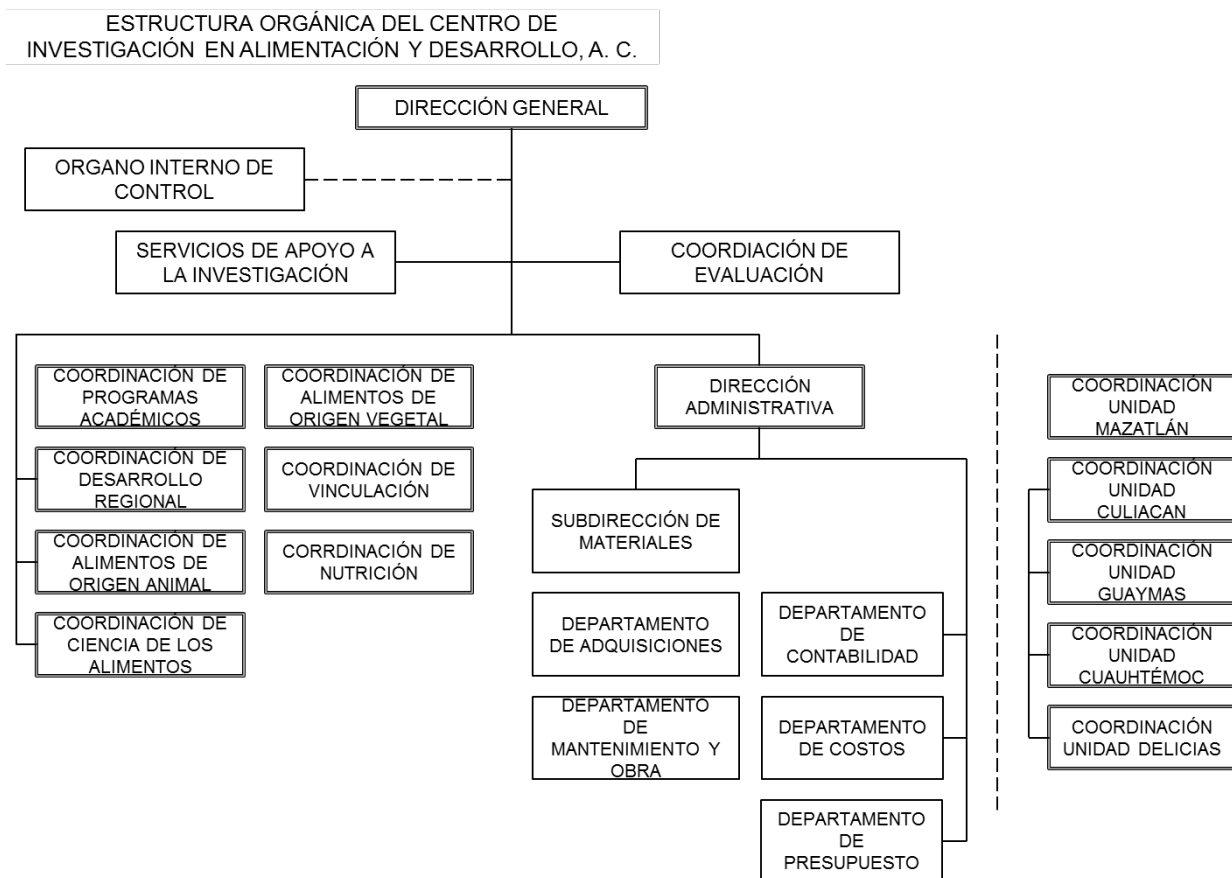 ESTRUCTURA ORGÁNICA DEL CENTRO DE
INVESTIGACIÓN EN ALIMENTACIÓN Y DESARROLLO, A. C.
DIRECCIÓN GENERAL
ORGANO INTERNO DE
CONTROL
SERVICIOS DE APOYO A
LA INVESTIGACIÓN
COORDIACIÓN DE
EVALUACIÓN
COORDINACIÓN DE
PROGRAMAS
ACADÉMICOS
COORDINACIÓN DE
ALIMENTOS DE
ORIGEN VEGETAL
COORDINACIÓN DE
DESARROLLO
REGIONAL
COORDINACIÓN DE
VINCULACIÓN
COORDINACIÓN DE
ALIMENTOS DE
ORIGEN ANIMAL
CORRDINACIÓN DE
NUTRICIÓN
COORDINACIÓN DE
CIENCIA DE LOS
ALIMENTOS
DIRECCIÓN
ADMINISTRATIVA
SUBDIRECCIÓN DE
MATERIALES
DEPARTAMENTO
DE ADQUISICIONES
DEPARTAMENTO
DE
MANTENIMIENTO Y
OBRA
DEPARTAMENTO
DE
CONTABILIDAD
DEPARTAMENTO
DE COSTOS
DEPARTAMENTO
DE
PRESUPUESTO
COORDINACIÓN
UNIDAD
MAZATLÁN
COORDINACIÓN
UNIDAD
CULIACAN
COORDINACIÓN
UNIDAD
GUAYMAS
COORDINACIÓN
UNIDAD
CUAUHTÉMOC
COORDINACIÓN
UNIDAD DELICIAS